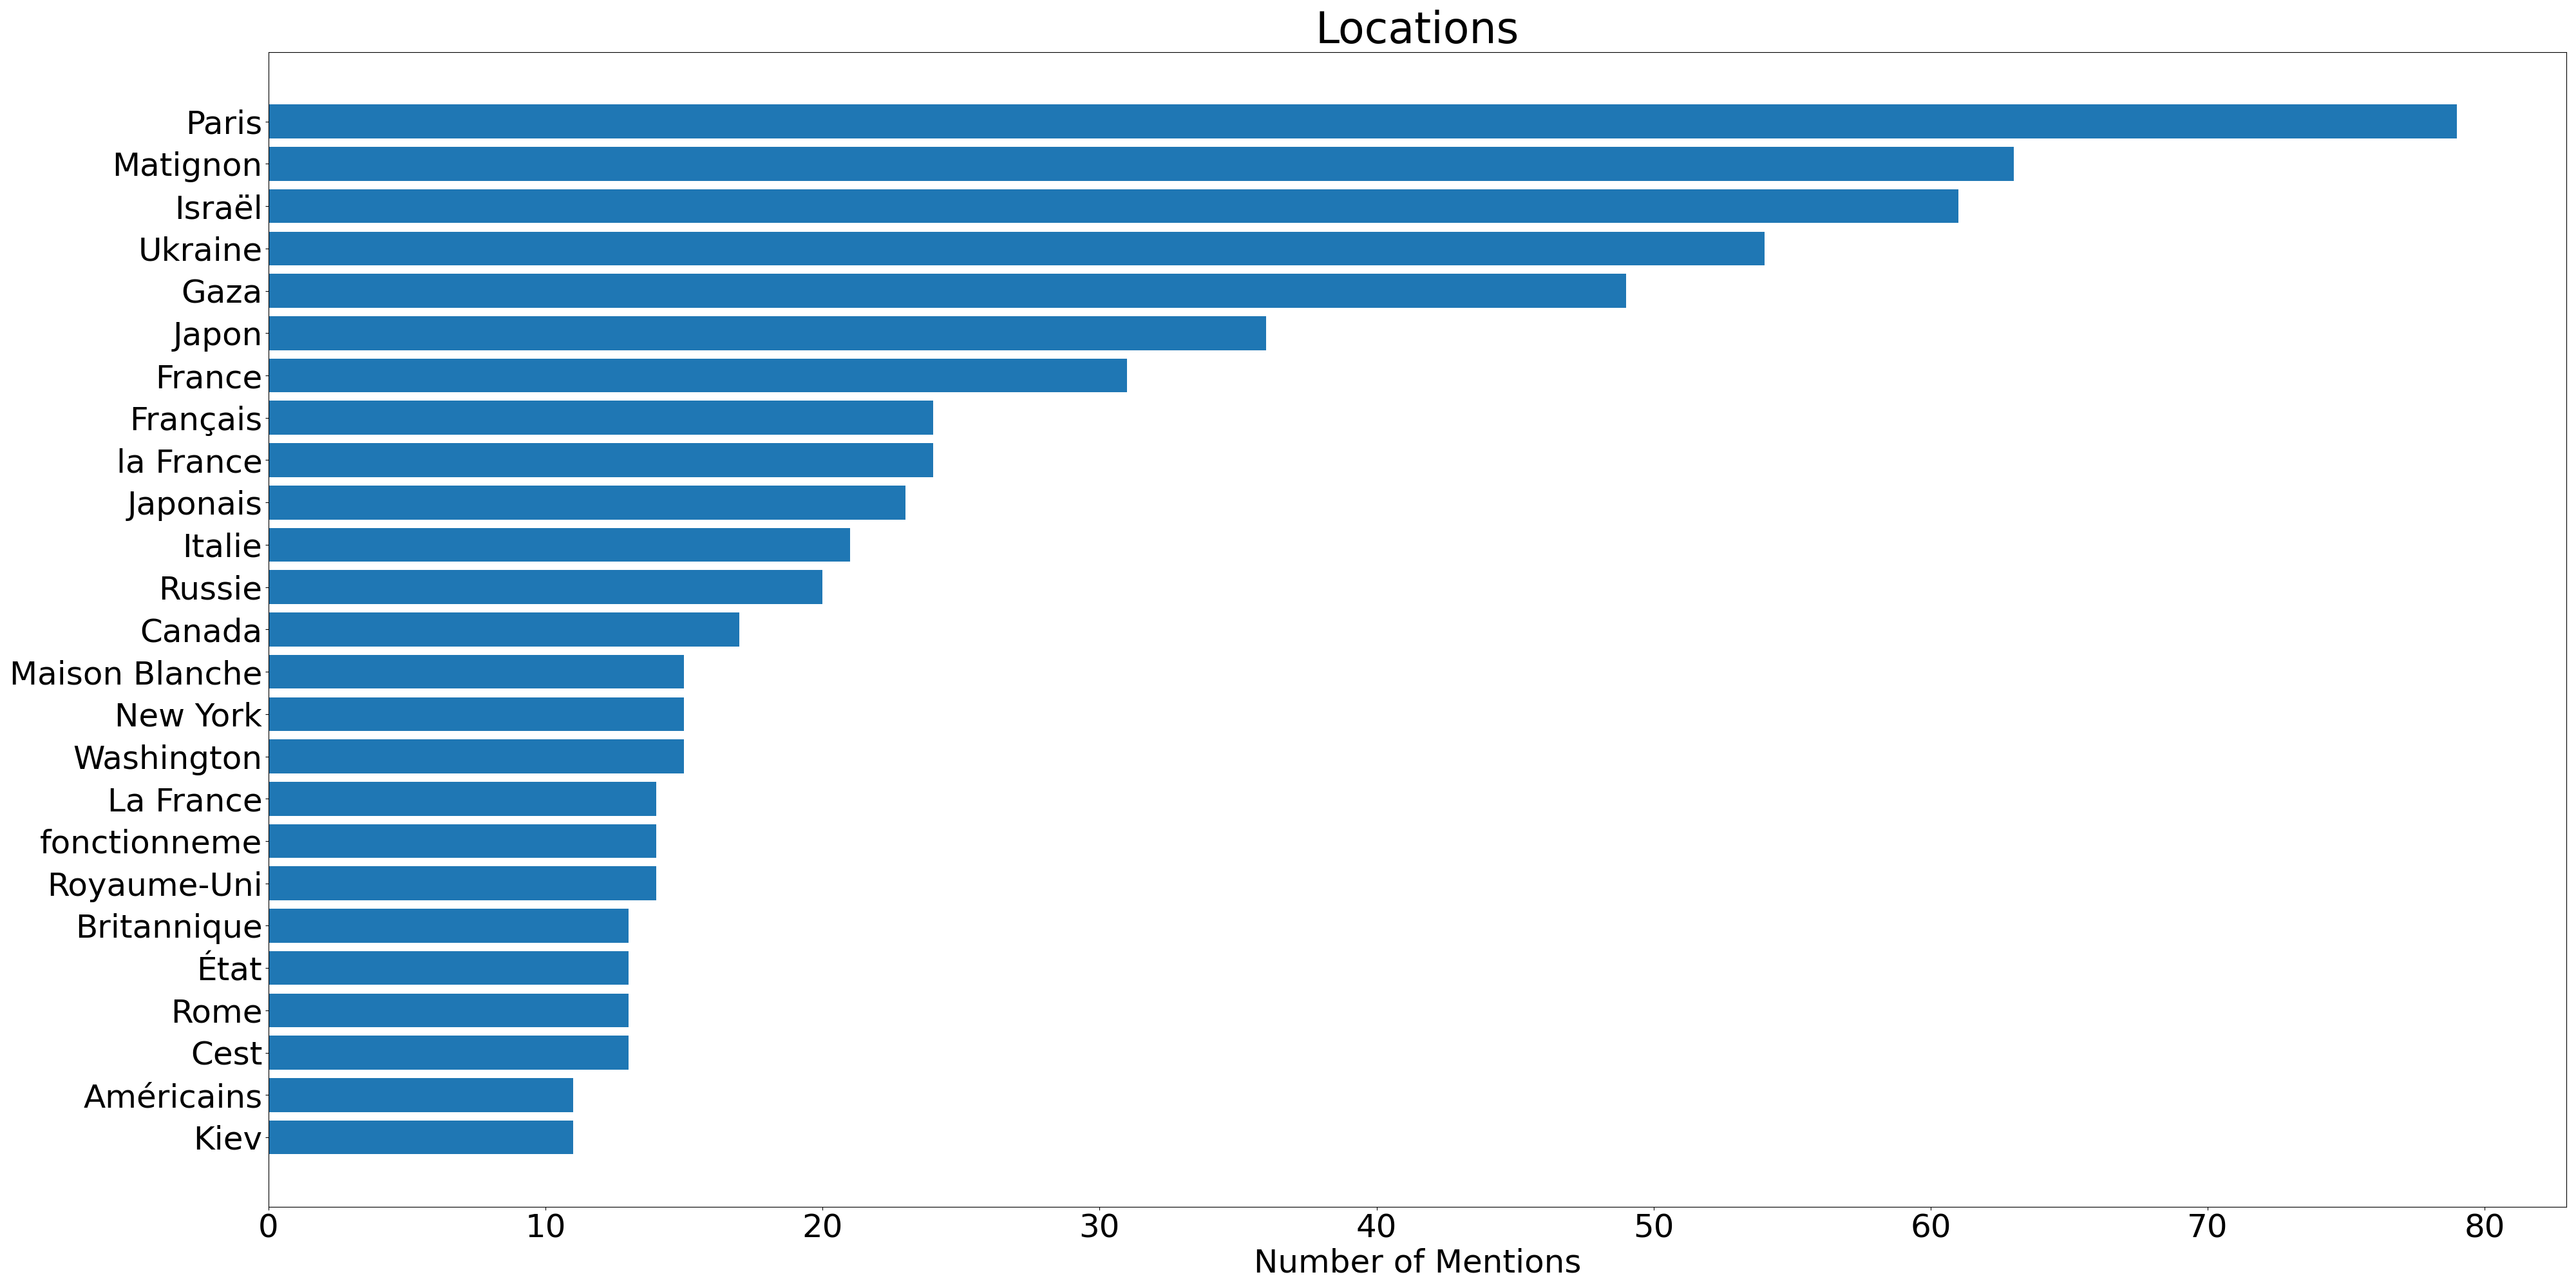 Locations
Paris
Matignon
Israël
Ukraine
Gaza
Japon
France
Français
la France
Japonais
Italie
Russie
Canada
Maison Blanche
New York
Washington
La France
fonctionneme
Royaume-Uni
Britannique
État
Rome
Cest
Américains
Kiev
0 10 20 30 40 50 60 70 80
Number of Mentions